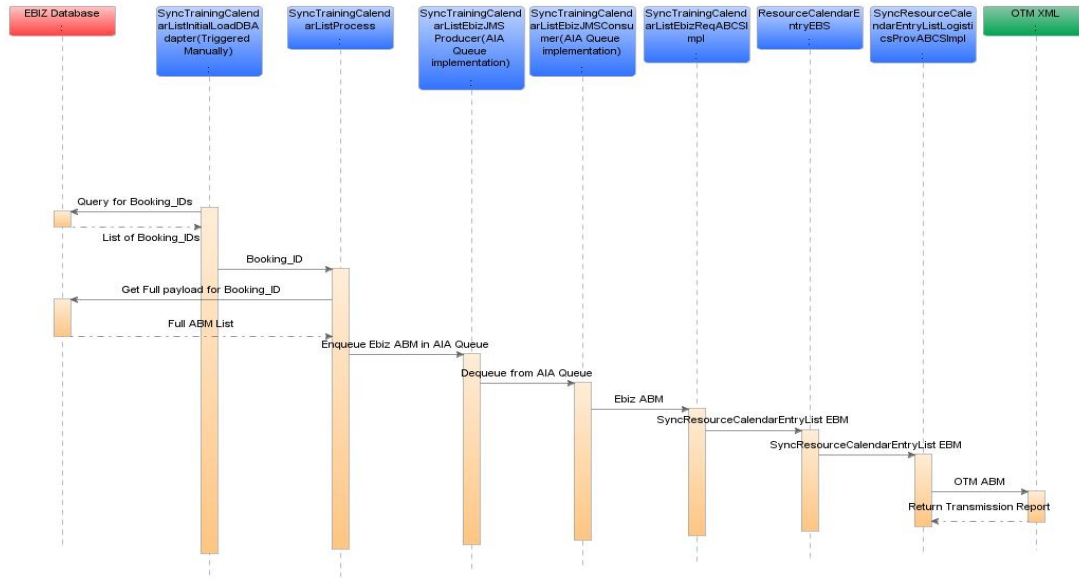 EBIZ Database
:
SyncTrainingCalend
arListInitialLoadDBA
dapter(Triggered
Manually)
:
SyncTrainingCalend
arListProcess
:
SyncTrainingCalend
arListEbizJMS
Producer(AIA
Queue
implementation)
:
SyncTrainingCalend
arListEbizJMSConsu
mer(AIA Queue
implementation)
:
SyncTrainingCalend
arListEbizReqABCSI
mpl
:
ResourceCalendarE
ntryEBS
:
SyncResourceCale
ndarEntryListLogisti
csProvABCSImpl
:
OTM XML
:
Query for Booking_IDs
List of Booking_IDs
Booking_ID
Get Full payload for Booking_ID
Full ABM List
Enqueue Ebiz ABM in AIA Queue
Dequeue from AIA Queue
Ebiz ABM
SyncResourceCalendarEntryList EBM
SyncResourceCalendarEntryList EBM
OTM ABM
Return Transmission Report